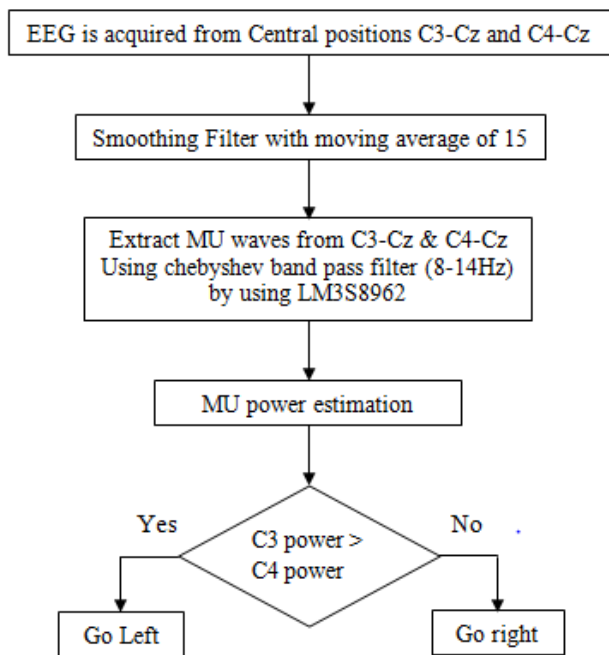 EEG is acquired from Central positions C3-Cz and C4-Cz
Smoothing Filter with moving average of 15
Extract MU waves from C3-Cz & C4-Cz
Using chebyshev band pass filter (8-14Hz)
by using LM3S8962
MU power estimation
Yes
No
C3 power >
C4 power
Go Left
Go right